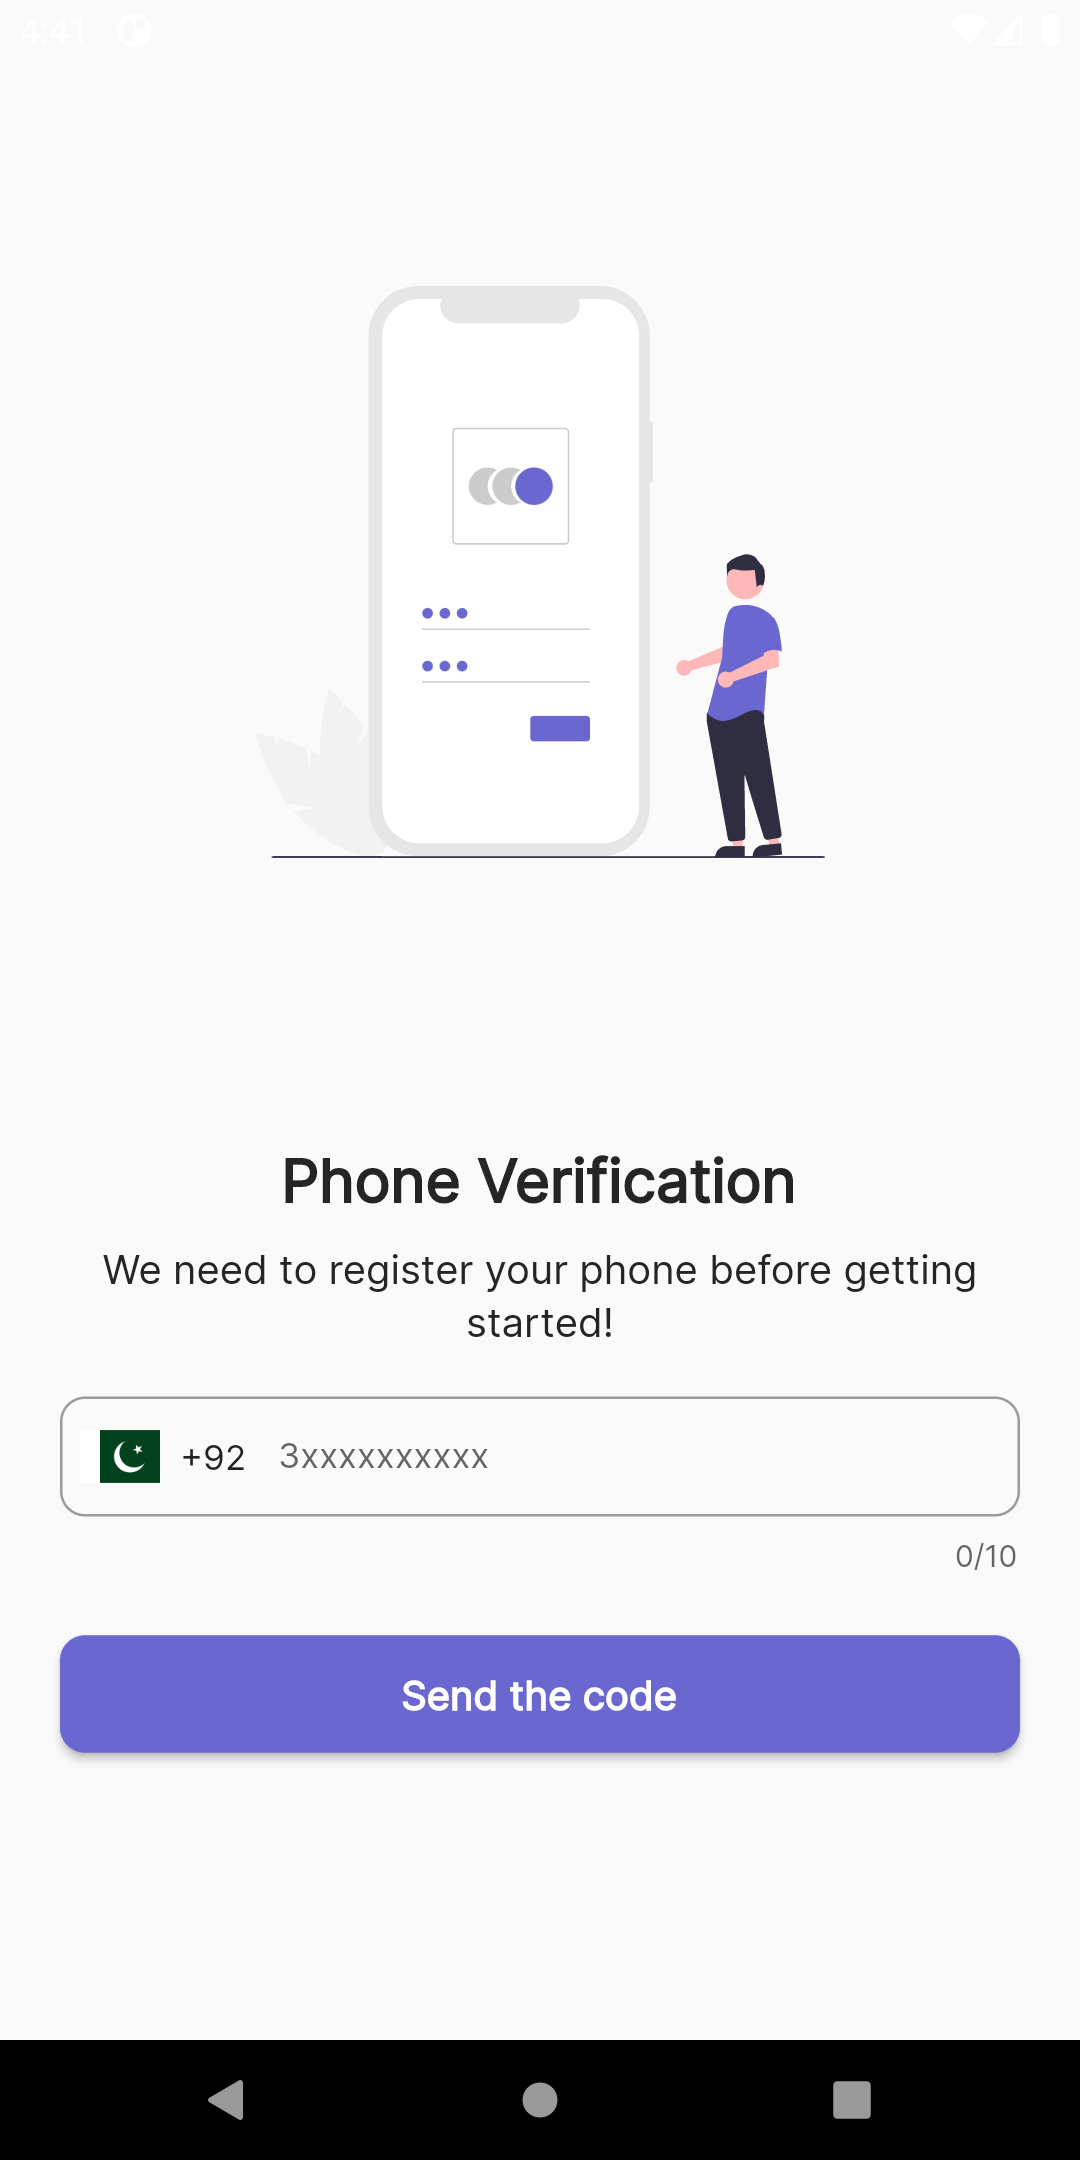 4:41
Phone Verification
We need to register your phone before getting
started!
+92 3xxxxxxxxxx
0/10
Send the code